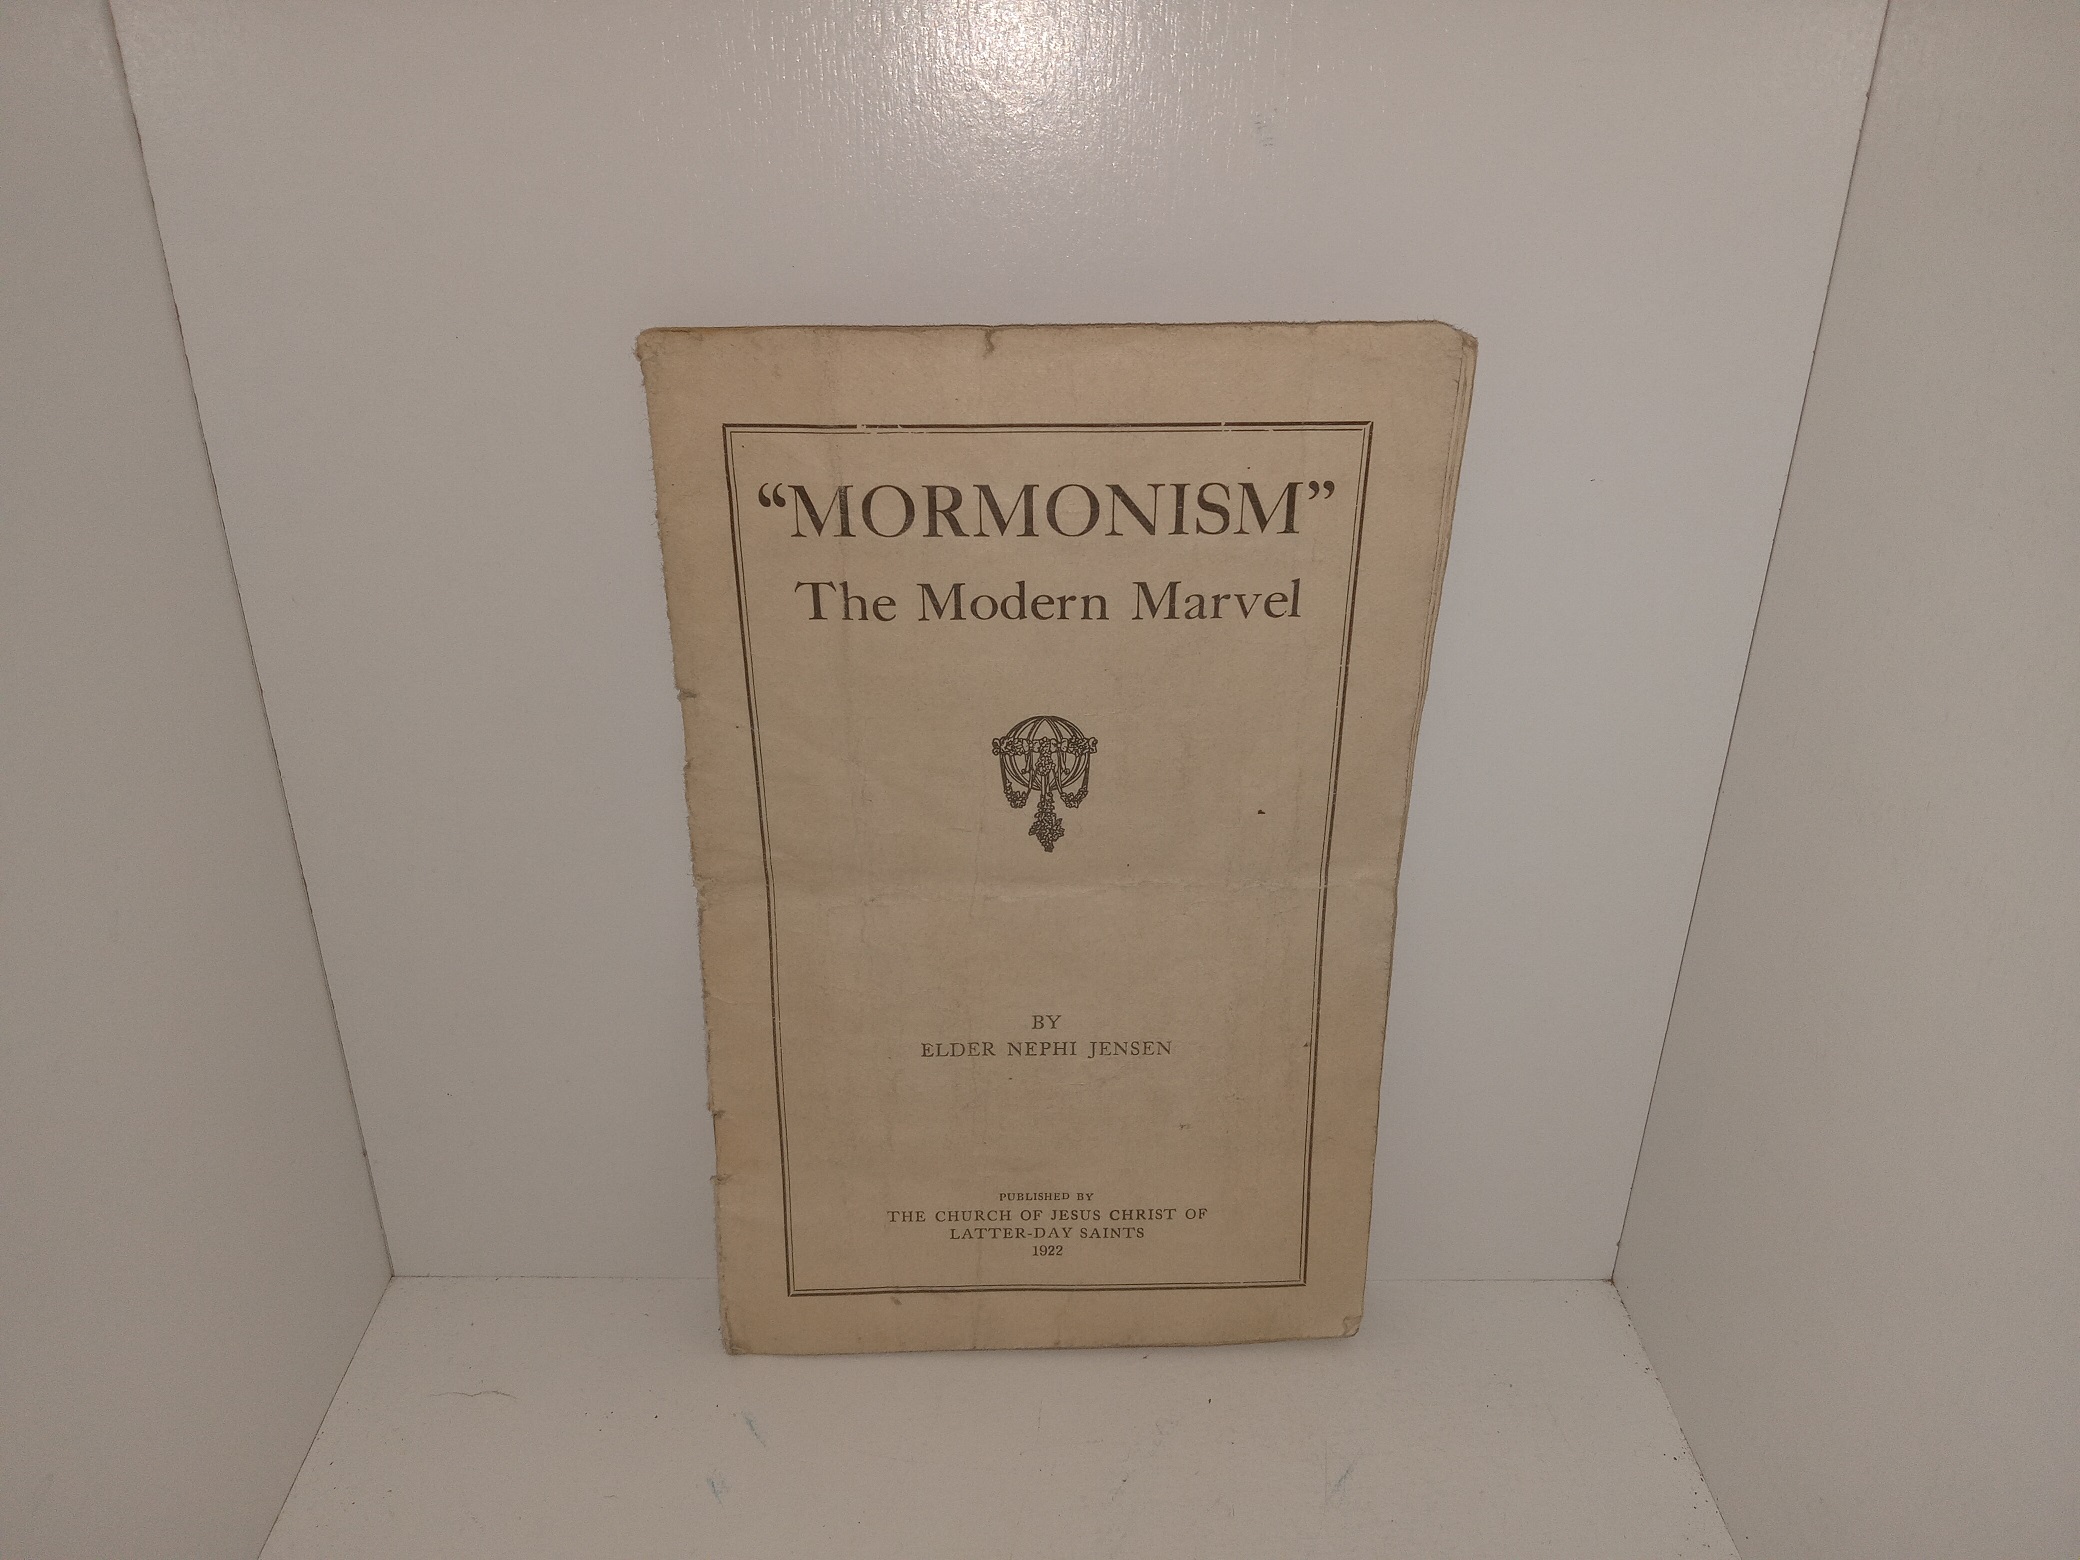 “MORMONISM”
The Modern Marvel
BY
ELDER NEPHI JENSEN
PUBLISHED BY
THE CHURCH OF JESUS CHRIST OF
LATTER-DAY SAINTS
1922